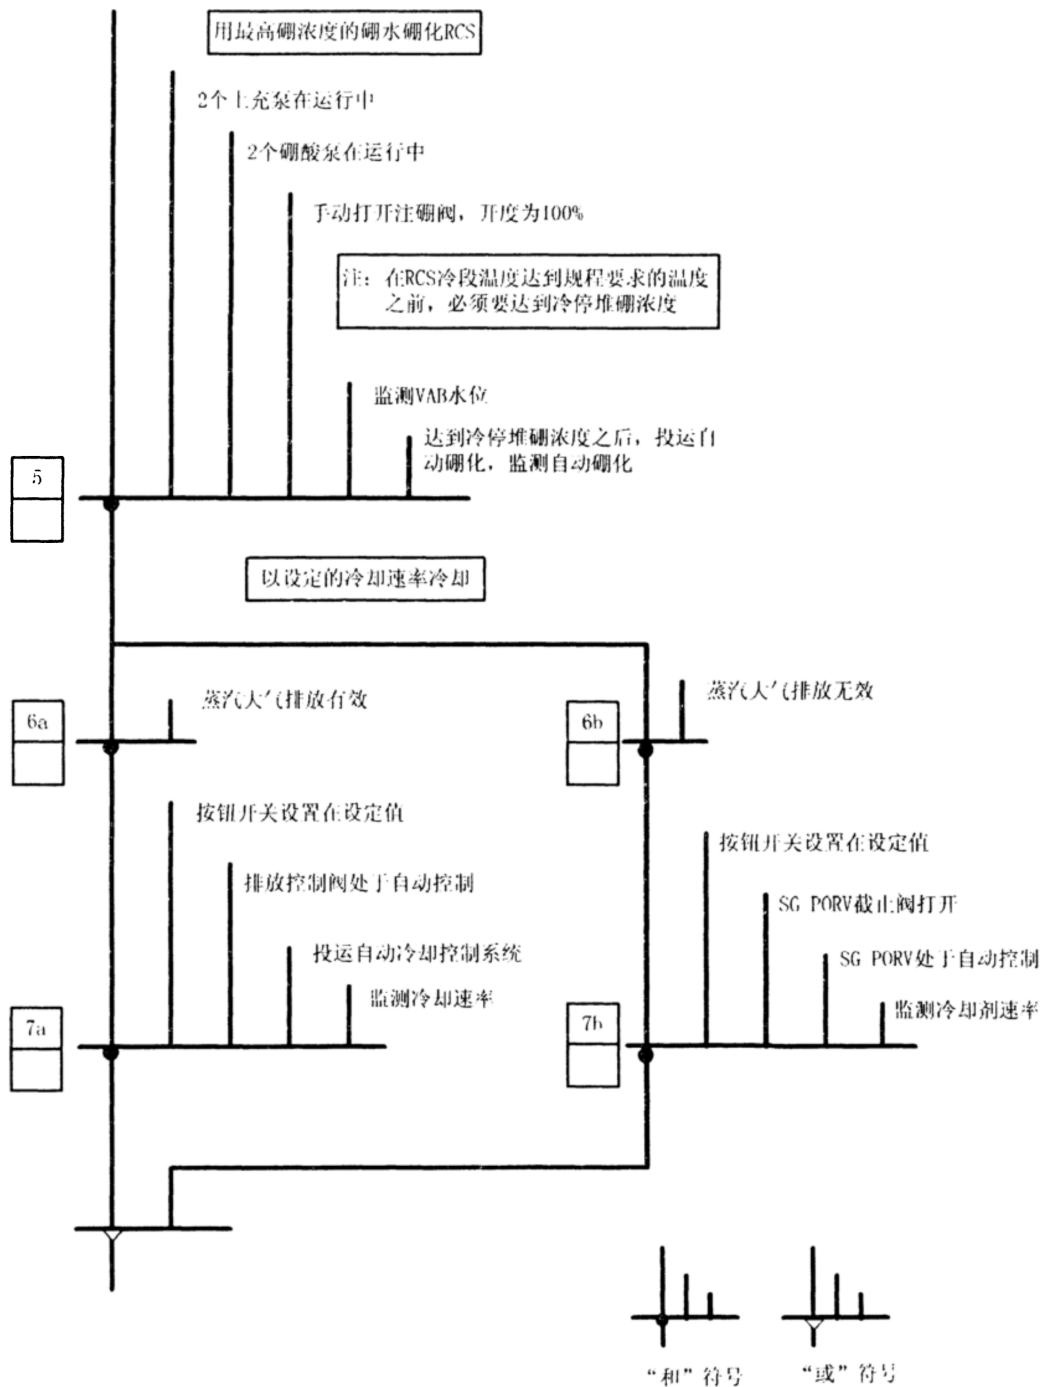 用最高硼浓度的硼水硼化RCS
2个上充泵在运行中
2个硼酸泵在运行中
手动打开注硼阀，开度为100%
注：在RCS冷段温度达到规程要求的温度
之前，必须要达到冷停堆硼浓度
监测VAB水位
达到冷停堆硼浓度之后，投运自
动硼化，监测自动硼化
5
以设定的冷却速率冷却
6a
蒸汽大气排放有效
6b
蒸汽大气排放无效
按钮开关设置在设定值
排放控制阀处于自动控制
投运自动冷却控制系统
监测冷却速率
7a
按钮开关设置在设定值
SG PORV截止阀打开
SG PORV处于自动控制
监测冷却剂速率
7b
“和”符号
“或”符号